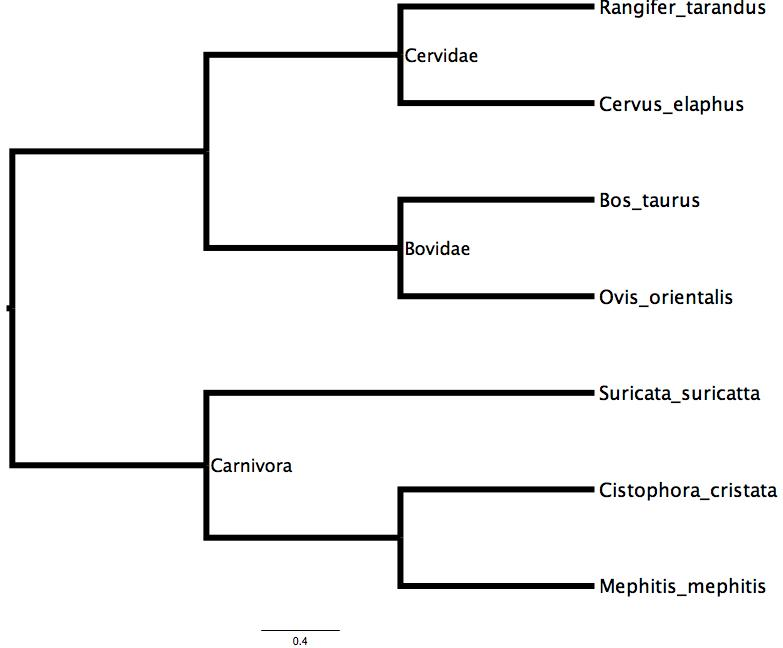 Rangifer_tarandus
Cervidae
Cervus_elaphus
Bos_taurus
Bovidae
Ovis_orientalis
Suricata_suricatta
Carnivora
Cistophora_cristata
Mephitis_mephitis
0.4